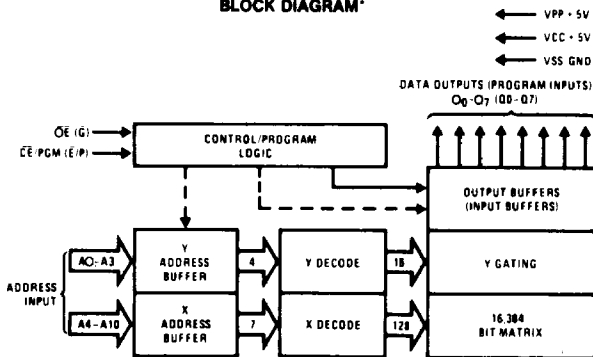 BLOCK DIAGRAM*
VPP + 5V
VCC + 5V
VSS GND
DATA OUTPUTS (PROGRAM INPUTS)
O0-O7 (Q0-Q7)
OE (G)
CE/PGM (E/P)
CONTROL/PROGRAM
LOGIC
OUTPUT BUFFERS
(INPUT BUFFERS)
ADDRESS
INPUT
A0-A3
Y
ADDRESS
BUFFER
4
Y DECODE
16
Y GATING
A4-A10
X
ADDRESS
BUFFER
7
X DECODE
128
16,384
BIT MATRIX